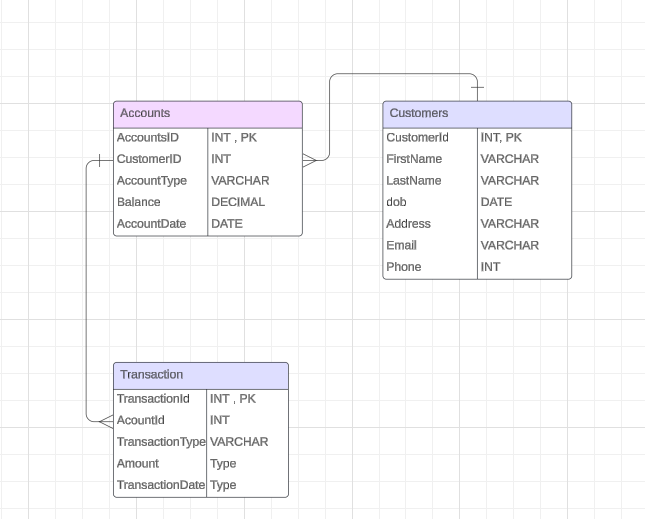 Accounts
AccountsID INT , PK
CustomerID INT
AccountType VARCHAR
Balance DECIMAL
AccountDate DATE
Customers
CustomerId INT, PK
FirstName VARCHAR
LastName VARCHAR
dob DATE
Address VARCHAR
Email VARCHAR
Phone INT
Transaction
TransactionId INT , PK
AcountId INT
TransactionType VARCHAR
Amount Type
TransactionDate Type